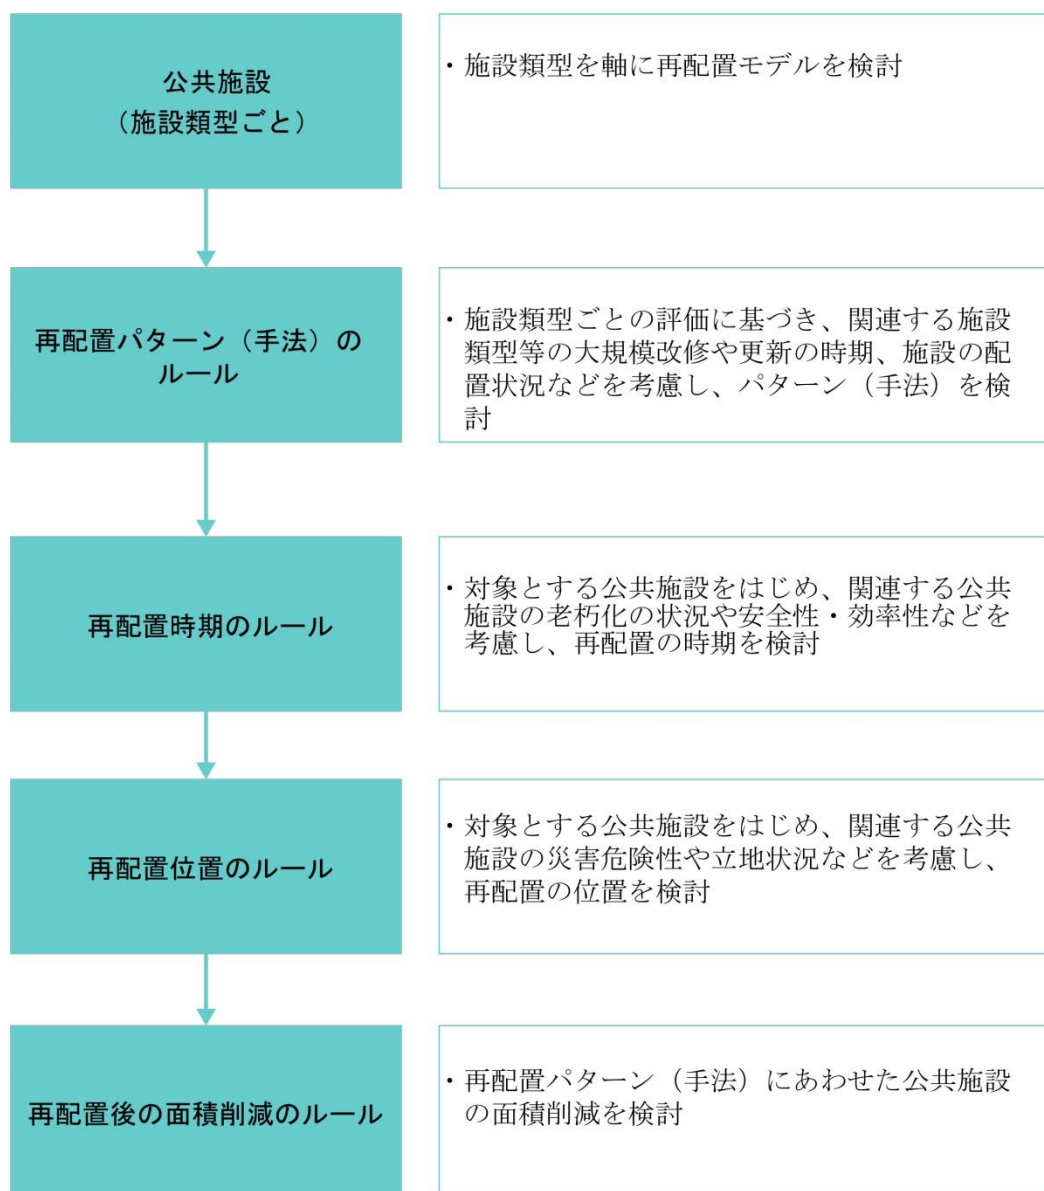 公共施設
（施設類型ごと）
・施設類型を軸に再配置モデルを検討
再配置パターン（手法）の
ルール
・施設類型ごとの評価に基づき、関連する施設
類型等の大規模改修や更新の時期、施設の配
置状況などを考慮し、パターン（手法）を検
討
再配置時期のルール
・対象とする公共施設をはじめ、関連する公共
施設の老朽化の状況や安全性・効率性などを
考慮し、再配置の時期を検討
再配置位置のルール
・対象とする公共施設をはじめ、関連する公共
施設の災害危険性や立地状況などを考慮し、
再配置の位置を検討
再配置後の面積削減のルール
・再配置パターン（手法）にあわせた公共施設
の面積削減を検討